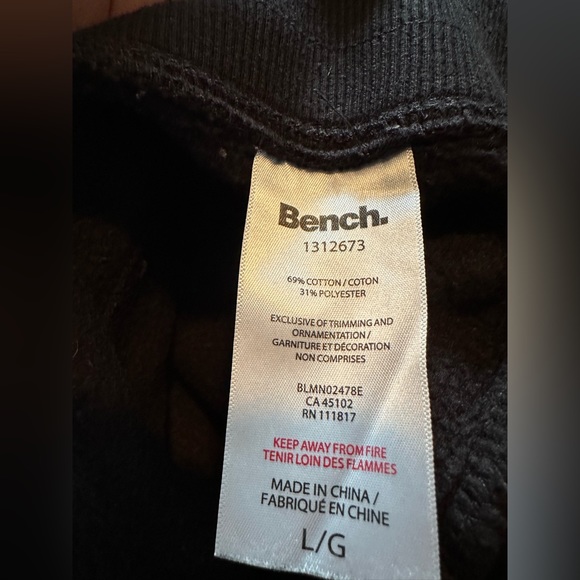 Bench.
1312673
69% COTTON / COTON
31% POLYESTER
EXCLUSIVE OF TRIMMING AND
ORNAMENTATION /
GARNITURE ET DÉCORATION
NON COMPRISES
BLMN02478E
CA 45102
RN 111817
KEEP AWAY FROM FIRE
TENIR LOIN DES FLAMMES
MADE IN CHINA /
FABRIQUÉ EN CHINE
L/G